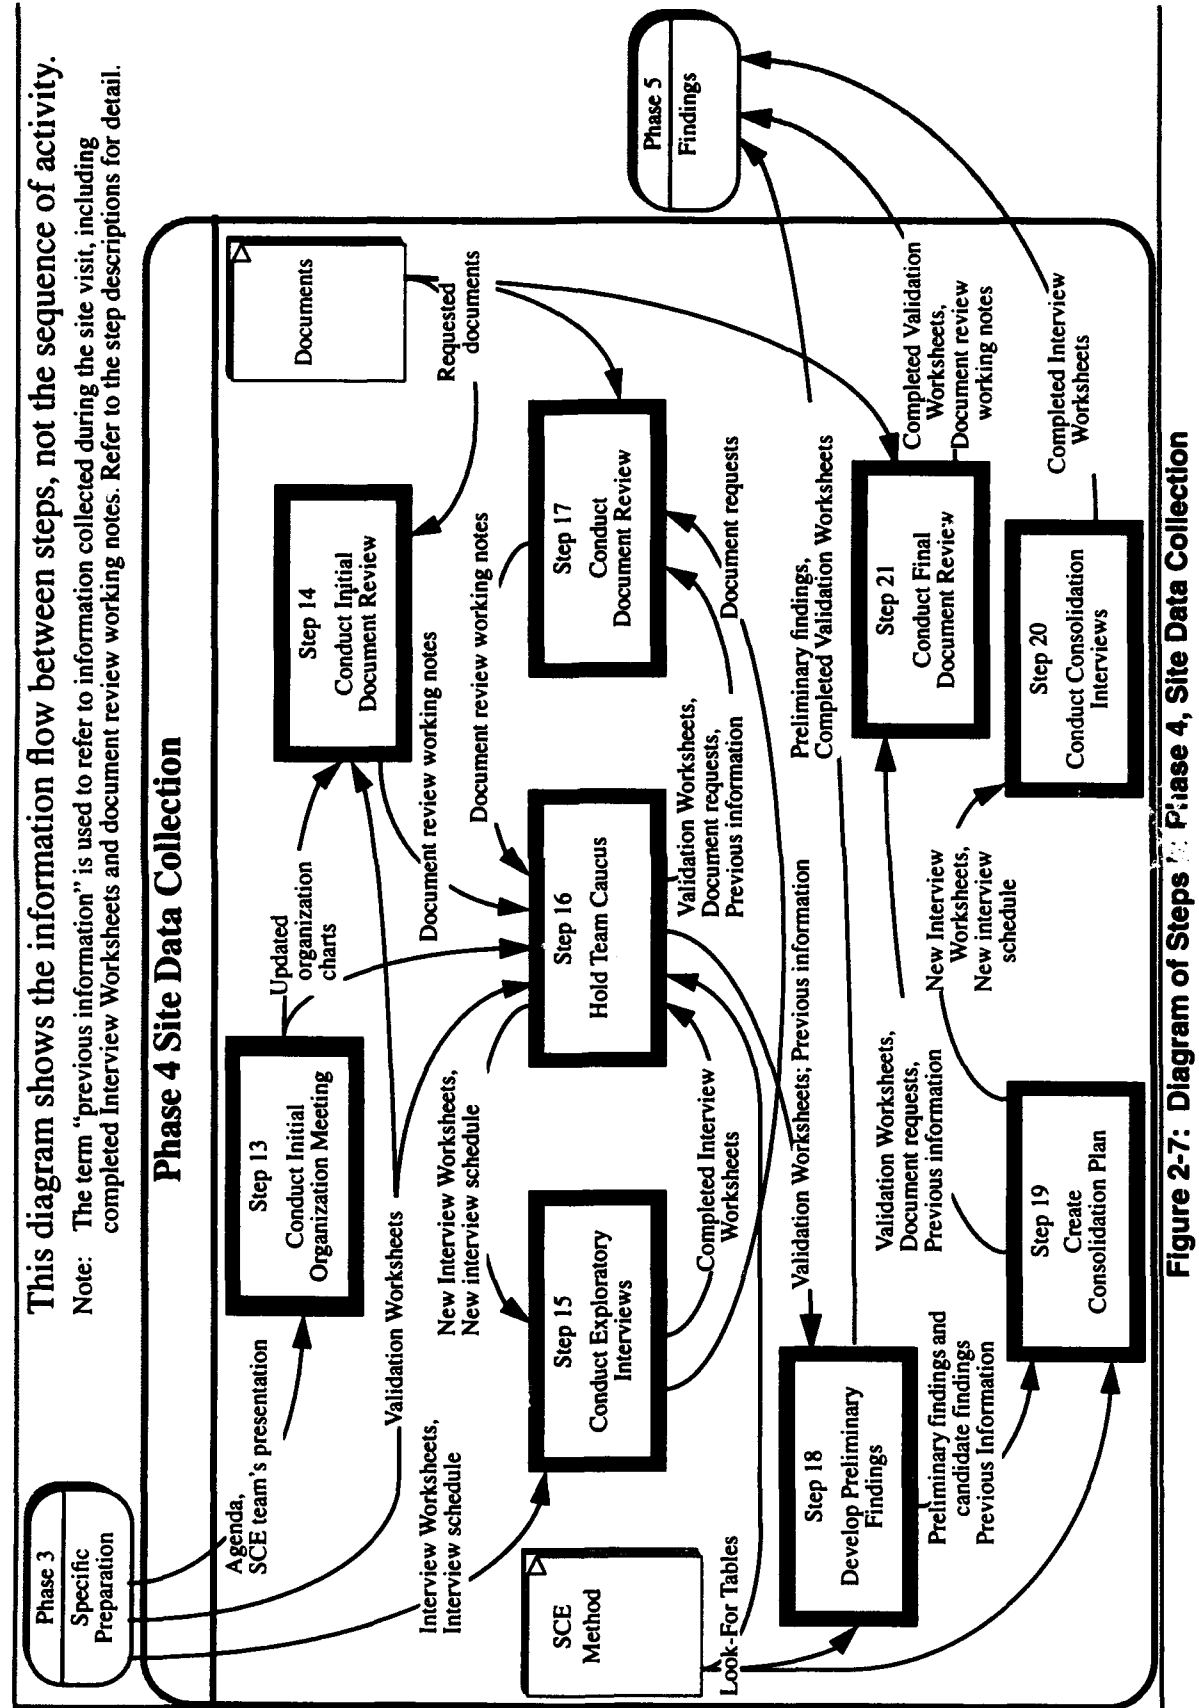 This diagram shows the information flow between steps, not the sequence of activity.
Note: The term “previous information” is used to refer to information collected during the site visit, including
completed Interview Worksheets and document review working notes. Refer to the step descriptions for detail.
Phase 3
Specific
Preparation
Phase 4 Site Data Collection
Agenda,
SCE team's presentation
Step 13
Conduct Initial
Organization Meeting
Updated
organization
charts
Step 14
Conduct Initial
Document Review
Documents
Requested
documents
Validation Worksheets
Interview Worksheets,
Interview schedule
New Interview Worksheets,
New interview schedule
Document review working notes
Document review working notes
Step 15
Conduct Exploratory
Interviews
Step 16
Hold Team Caucus
Step 17
Conduct
Document Review
Phase 5
Findings
SCE
Method
Look-For Tables
Completed Interview
Worksheets
Validation Worksheets,
Document requests,
Previous information
Document requests
Validation Worksheets; Previous information
Preliminary findings,
Completed Validation Worksheets
Step 18
Develop Preliminary
Findings
Preliminary findings and
candidate findings
Previous Information
Validation Worksheets,
Document requests,
Previous information
Step 21
Conduct Final
Document Review
Completed Validation
Worksheets,
Document review
working notes
Step 19
Create
Consolidation Plan
New Interview
Worksheets,
New interview
schedule
Step 20
Conduct Consolidation
Interviews
Completed Interview
Worksheets
Figure 2-7: Diagram of Steps Phase 4, Site Data Collection